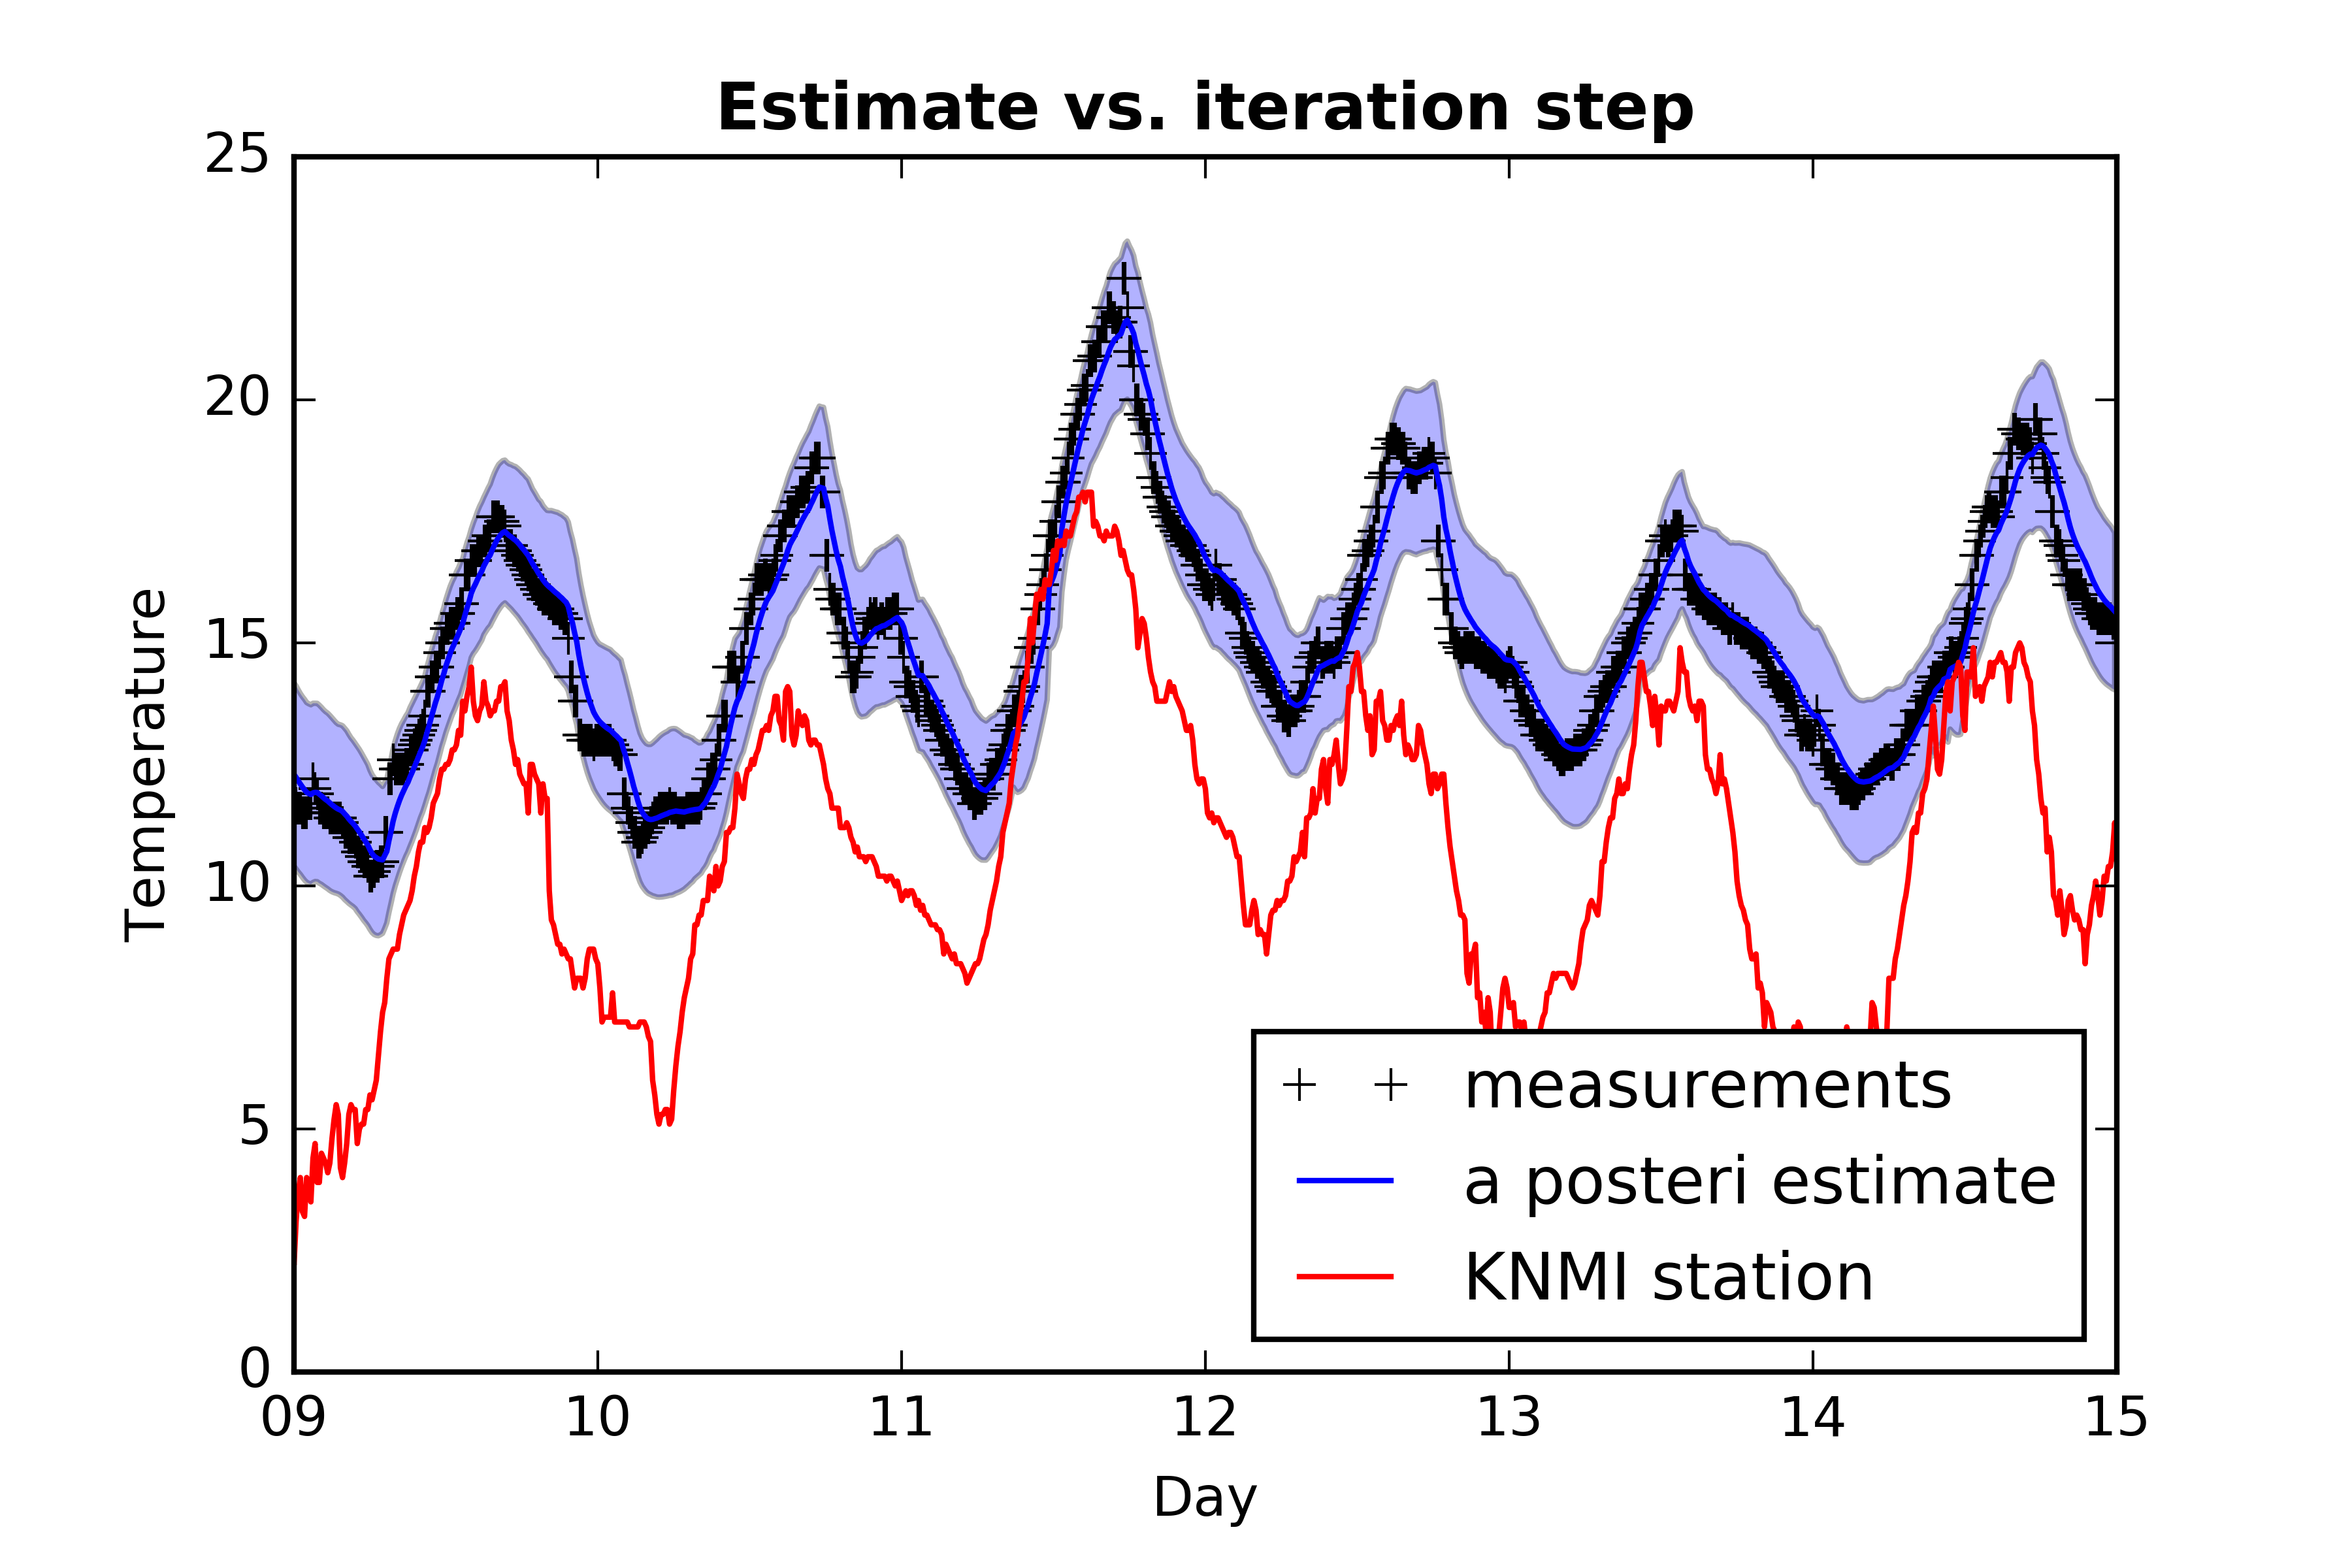 Estimate vs. iteration step
25
20
15
10
5
0
Temperature
09 10 11 12 13 14 15
Day
measurements
a posteri estimate
KNMI station